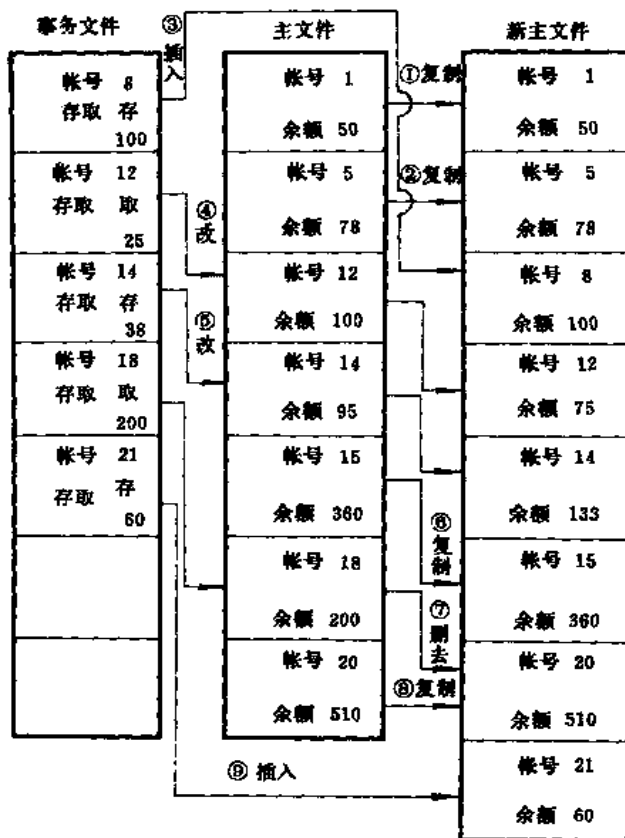 事务文件
帐号 8
存取 存
100
帐号 12
存取 取
25
帐号 14
存取 存
38
帐号 18
存取 取
200
帐号 21
存取 存
60
③插入
④改
⑤改
主文件
帐号 1
余额 50
帐号 5
余额 78
帐号 12
余额 100
帐号 14
余额 95
帐号 15
余额 360
帐号 18
余额 200
帐号 20
余额 510
①复制
②复制
⑥复制
⑦删去
⑧复制
⑨ 插入
新主文件
帐号 1
余额 50
帐号 5
余额 78
帐号 8
余额 100
帐号 12
余额 75
帐号 14
余额 133
帐号 15
余额 360
帐号 20
余额 510
帐号 21
余额 60